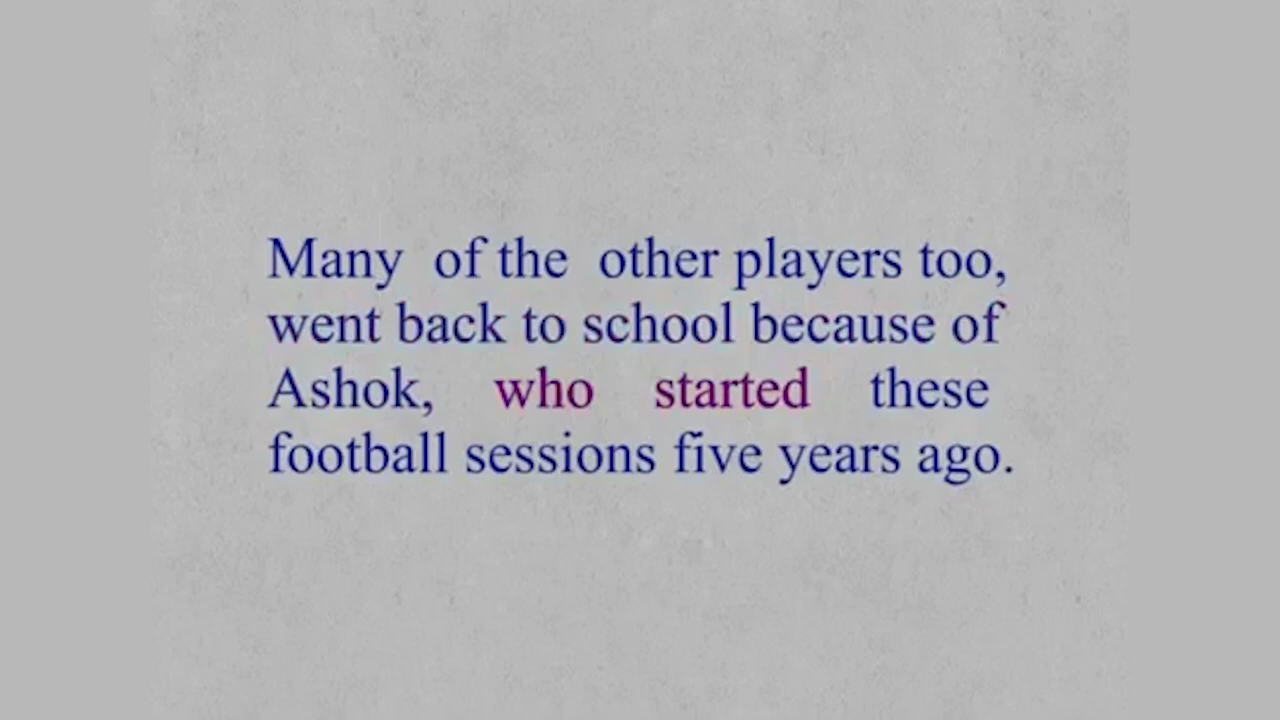 Many of the other players too,
went back to school because of
Ashok, who started these
football sessions five years ago.